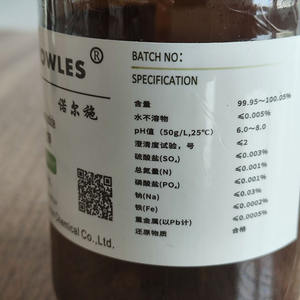 OWLES®
诺尔施
emical Co.,Ltd.
BATCH NO:
SPECIFICATION
含量 99.95~100.05%
水不溶物 ≤0.005%
pH值（50g/L,25℃） 6.0~8.0
澄清度试验，号 ≤2
硫酸盐(SO₄) ≤0.003%
总氮量(N) ≤0.001%
磷酸盐(PO₄) ≤0.001%
钠(Na) ≤0.03%
铁(Fe) ≤0.0002%
重金属(以Pb计) ≤0.0005%
还原物质 合格